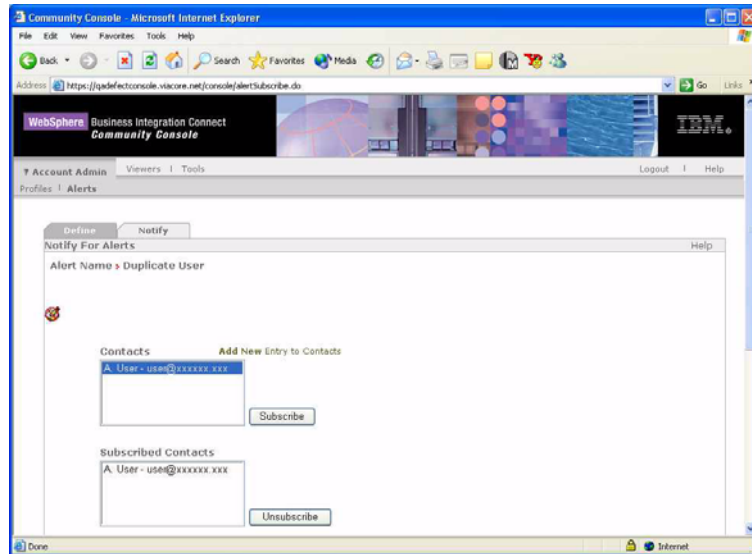 Community Console - Microsoft Internet Explorer
File Edit View Favorites Tools Help
Back Search Favorites Media
Address https://qadefectconsole.viacore.net/console/alertSubscribe.do Go Links
WebSphere Business Integration Connect
Community Console
IBM
? Account Admin Viewers | Tools Logout | Help
Profiles | Alerts
Define Notify
Notify For Alerts Help
Alert Name › Duplicate User
Contacts Add New Entry to Contacts
A. User - user@xxxxxx.xxx
Subscribe
Subscribed Contacts
A. User - user@xxxxxx.xxx
Unsubscribe
Done Internet